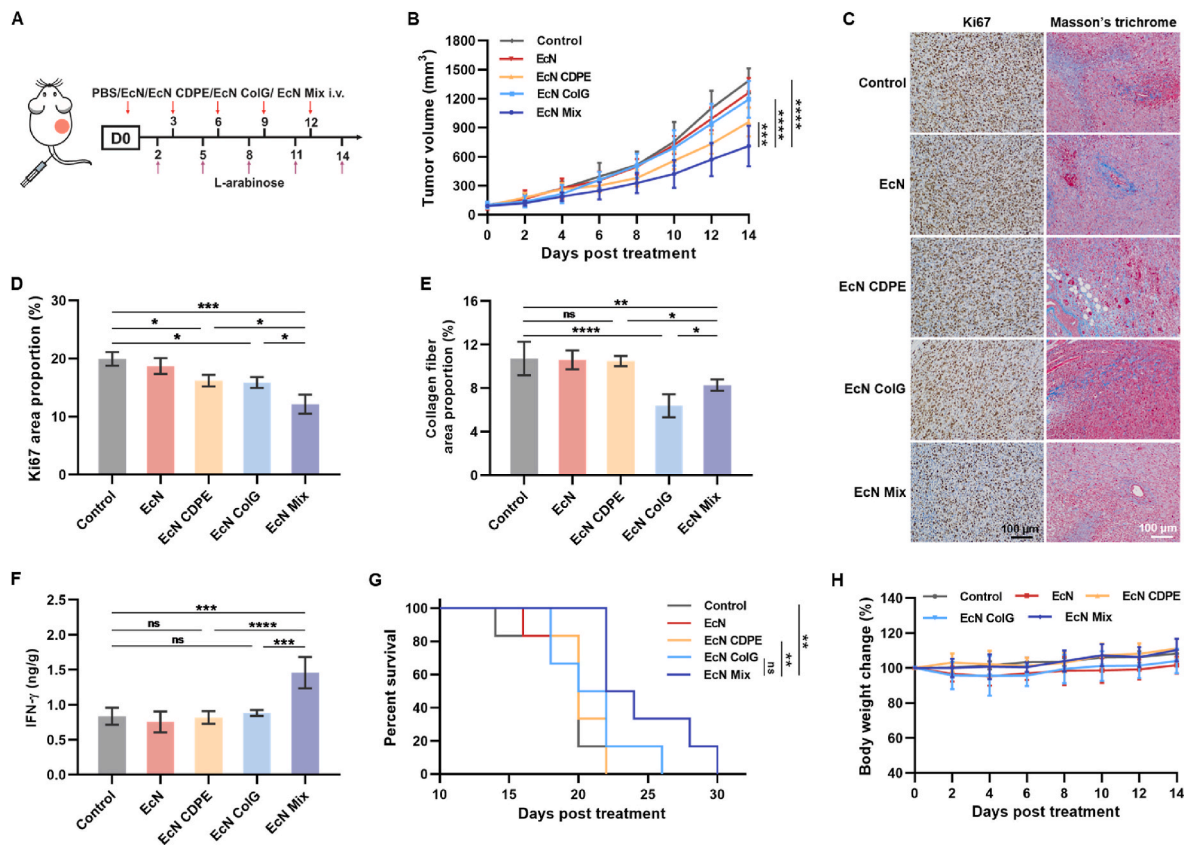 A
PBS/EcN/EcN CDPE/EcN ColG/ EcN Mix i.v.
3 6 9 12
D0
2 5 8 11 14
L-arabinose
B
Tumor volume (mm³)
1800
1500
1200
900
600
300
0
Control
EcN
EcN CDPE
EcN ColG
EcN Mix
***
****
****
0 2 4 6 8 10 12 14
Days post treatment
C
Ki67 Masson's trichrome
Control
EcN
EcN CDPE
EcN ColG
EcN Mix
100 μm 100 μm
D
Ki67 area proportion (%)
30
20
10
0
***
* *
* *
Control EcN EcN CDPE EcN ColG EcN Mix
E
Collagen fiber
area proportion (%)
16
12
8
4
0
**
ns *
**** *
Control EcN EcN CDPE EcN ColG EcN Mix
F
IFN-γ (ng/g)
2.5
2.0
1.5
1.0
0.5
0.0
***
ns ****
ns ***
Control EcN EcN CDPE EcN ColG EcN Mix
G
Percent survival
100
80
60
40
20
0
Control
EcN
EcN CDPE
EcN ColG
EcN Mix
ns
**
**
10 15 20 25 30
Days post treatment
H
Body weight change (%)
140
120
100
80
60
40
Control EcN EcN CDPE
EcN ColG EcN Mix
0 2 4 6 8 10 12 14
Days post treatment